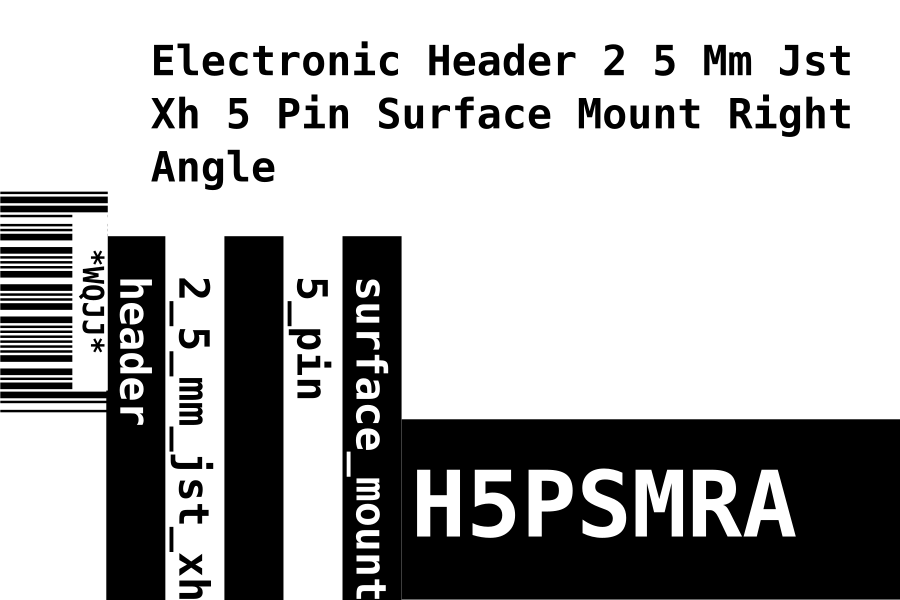 Electronic Header 2 5 Mm Jst
Xh 5 Pin Surface Mount Right
Angle
*WQJJ*
header
2_5_mm_jst_xh
5_pin
surface_mount
H5PSMRA